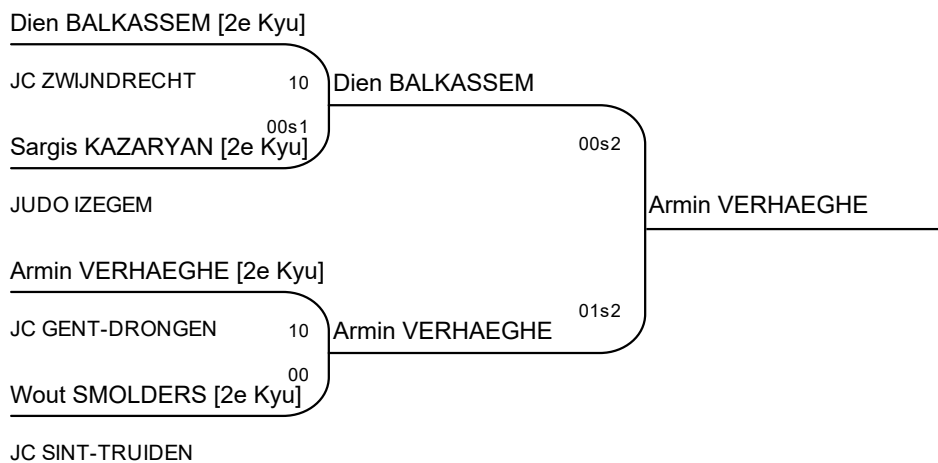 Dien BALKASSEM [2e Kyu]
JC ZWIJNDRECHT
10
Dien BALKASSEM
00s1
Sargis KAZARYAN [2e Kyu]
00s2
JUDO IZEGEM
Armin VERHAEGHE
Armin VERHAEGHE [2e Kyu]
01s2
JC GENT-DRONGEN
10
Armin VERHAEGHE
00
Wout SMOLDERS [2e Kyu]
JC SINT-TRUIDEN